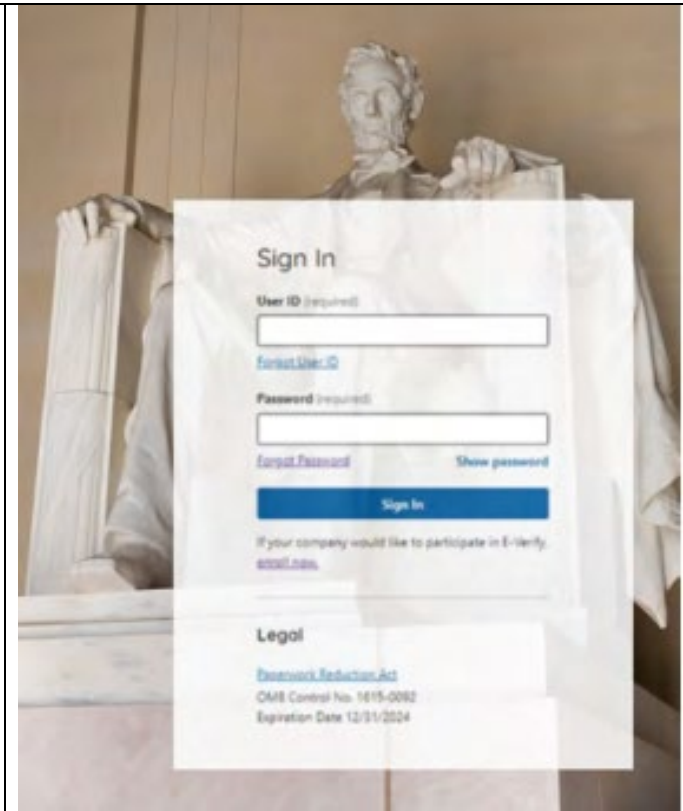 Sign In
User ID (required)
Forgot User ID
Password (required)
Forgot Password Show password
Sign In
If your company would like to participate in E-Verify,
enroll now.
Legal
Paperwork Reduction Act
OMB Control No. 1615-0092
Expiration Date 12/31/2024